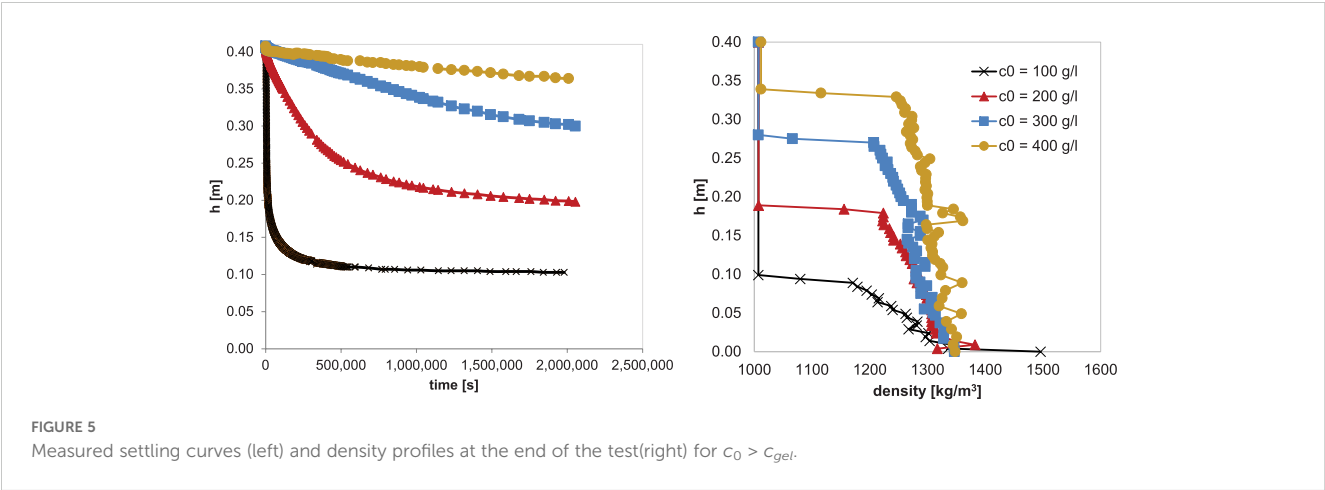 0.40
0.35
0.30
0.25
0.20
0.15
0.10
0.05
0.00
h [m]
0 500,000 1,000,000 1,500,000 2,000,000 2,500,000
time [s]
0.40
0.35
0.30
0.25
0.20
0.15
0.10
0.05
0.00
h [m]
c0 = 100 g/l
c0 = 200 g/l
c0 = 300 g/l
c0 = 400 g/l
1000 1100 1200 1300 1400 1500 1600
density [kg/m³]
FIGURE 5
Measured settling curves (left) and density profiles at the end of the test(right) for c₀ > c_gel.